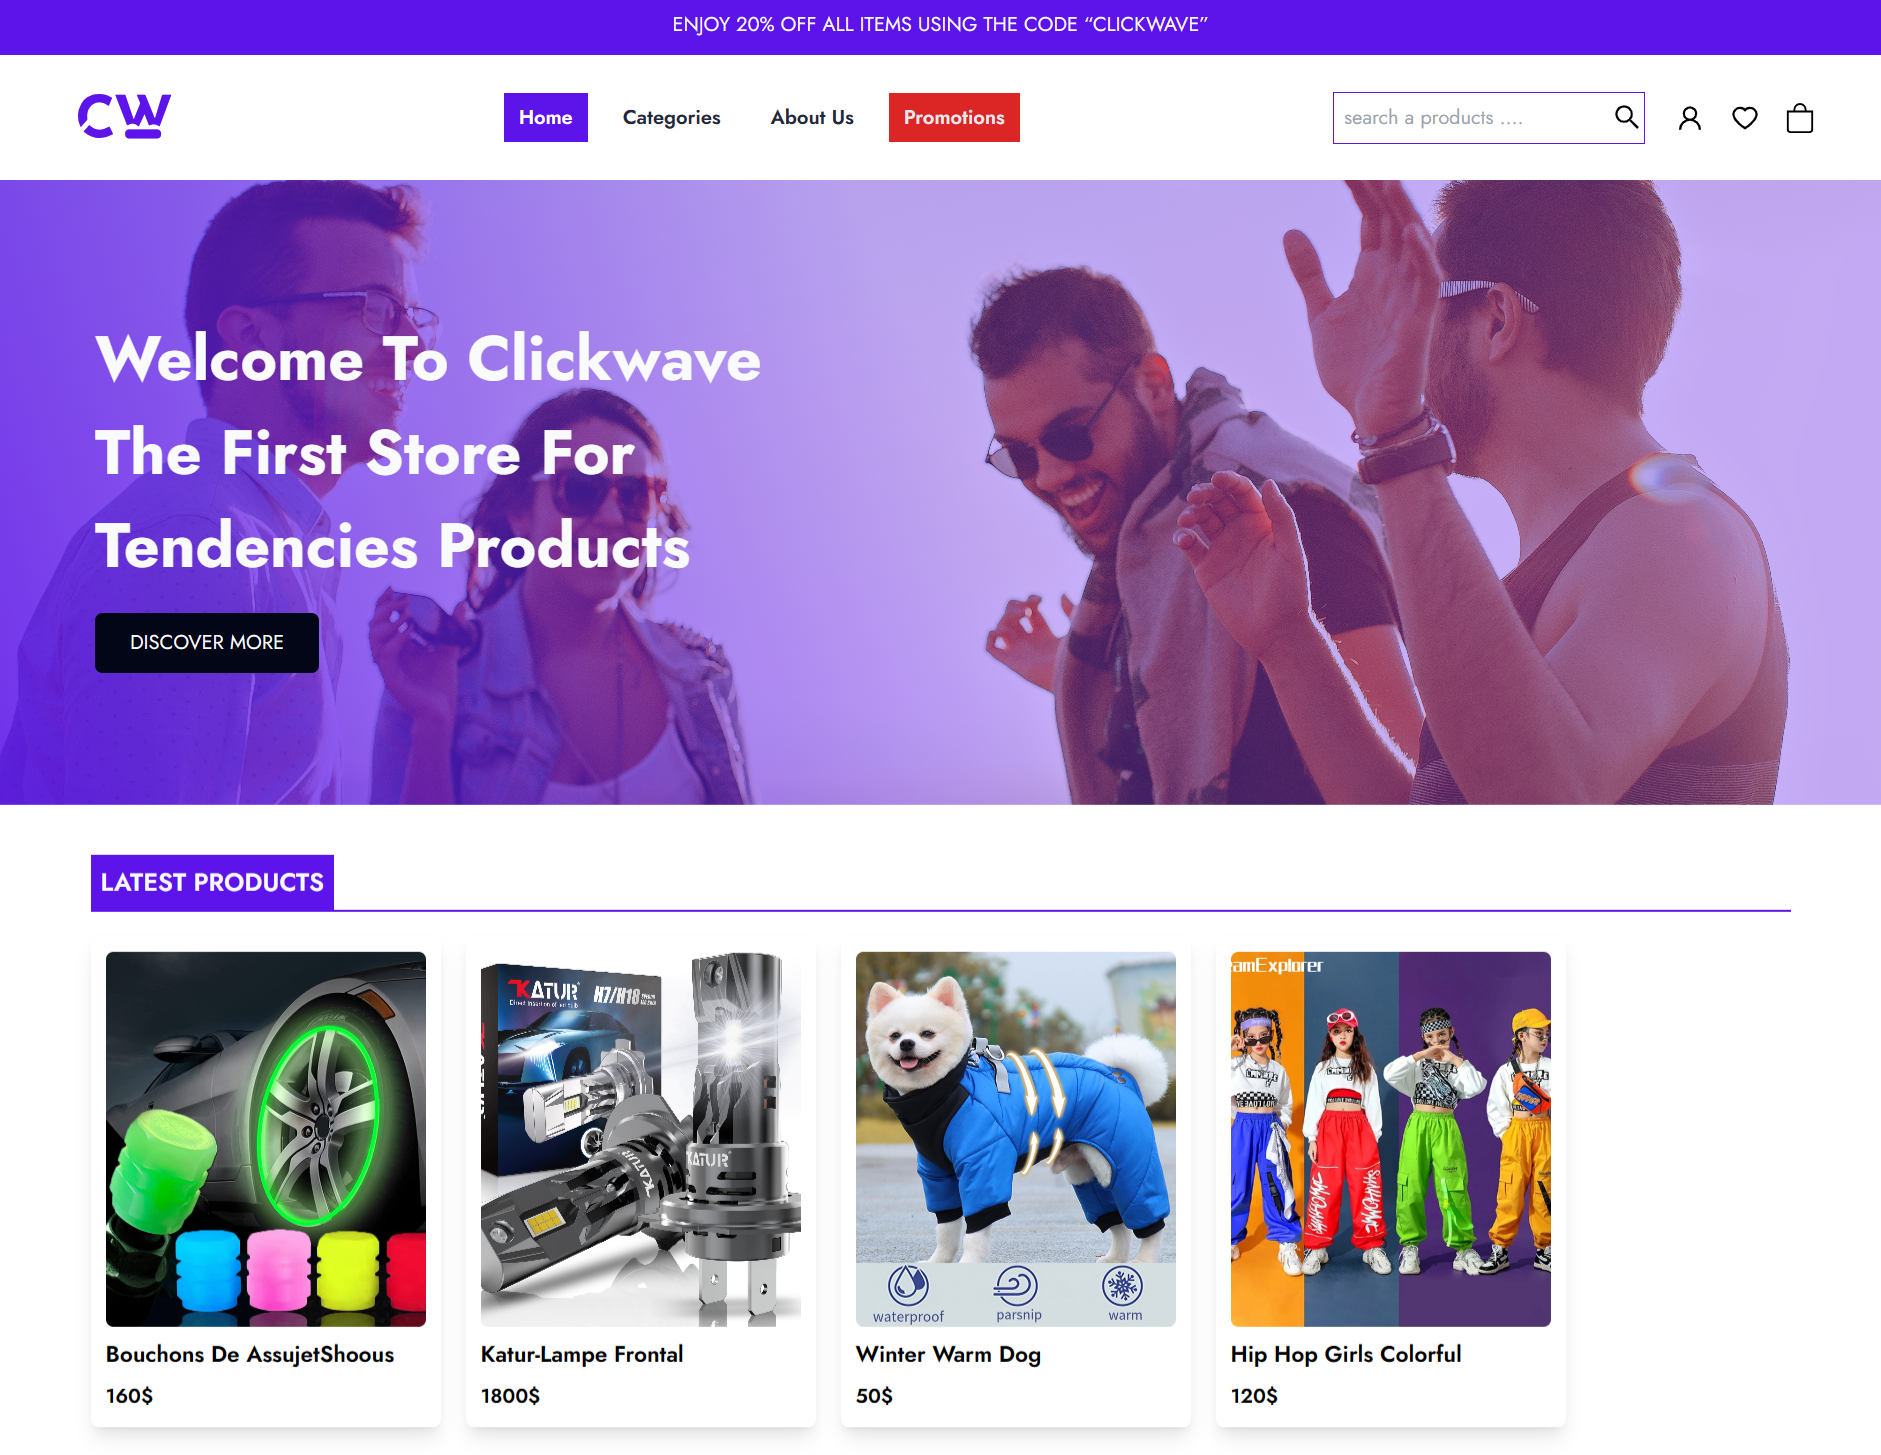 ENJOY 20% OFF ALL ITEMS USING THE CODE “CLICKWAVE”
CW
Home
Categories
About Us
Promotions
search a products ....
Welcome To Clickwave
The First Store For
Tendencies Products
DISCOVER MORE
LATEST PRODUCTS
KATUR
H7/H18
KATUR
KATUR
waterproof
parsnip
warm
amExplorer
Bouchons De AssujetShoous
160$
Katur-Lampe Frontal
1800$
Winter Warm Dog
50$
Hip Hop Girls Colorful
120$